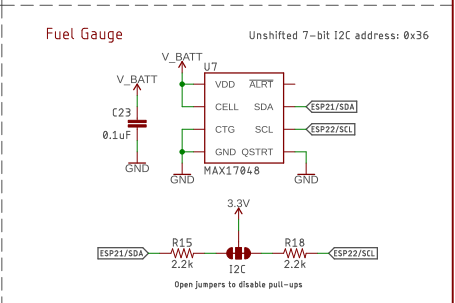 Fuel Gauge
Unshifted 7-bit I2C address: 0x36
V_BATT
U7
V_BATT
VDD
ALRT
C23
CELL
SDA
ESP21/SDA
0.1uF
CTG
SCL
ESP22/SCL
GND
QSTRT
GND
MAX17048
GND
GND
3.3V
ESP21/SDA
R15
R18
ESP22/SCL
2.2k
I2C
2.2k
Open jumpers to disable pull-ups